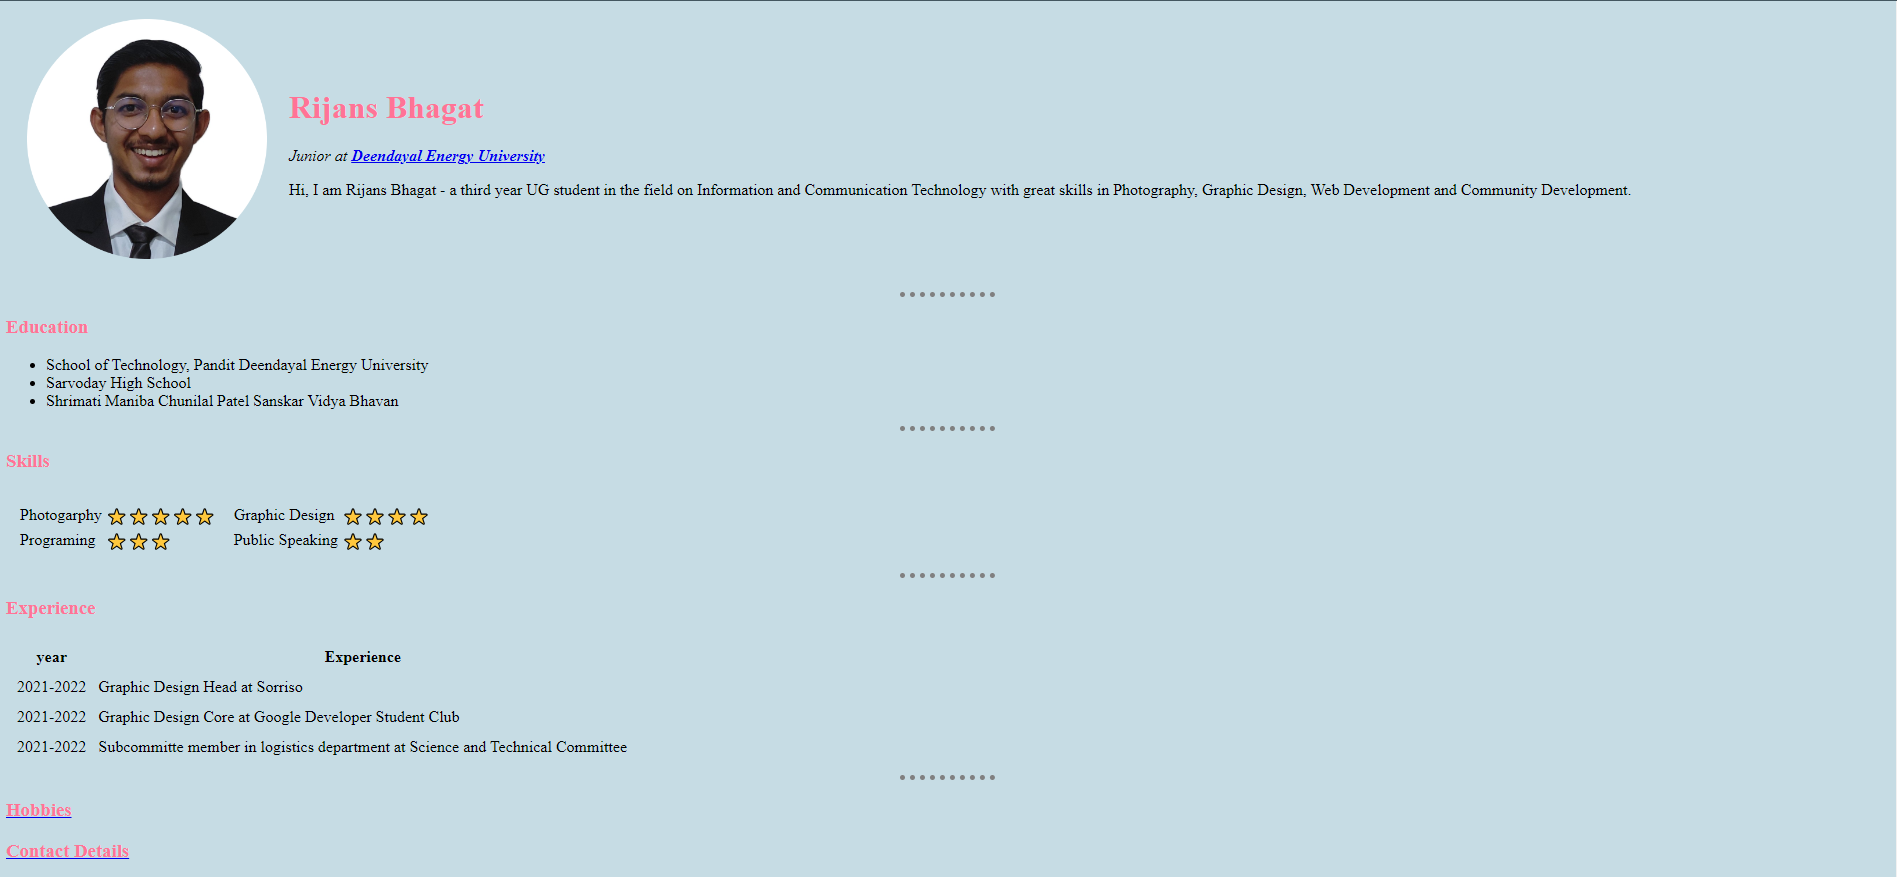 Rijans Bhagat
Junior at Deendayal Energy University
Hi, I am Rijans Bhagat - a third year UG student in the field on Information and Communication Technology with great skills in Photography, Graphic Design, Web Development and Community Development.
Education
School of Technology, Pandit Deendayal Energy University
Sarvoday High School
Shrimati Maniba Chunilal Patel Sanskar Vidya Bhavan
Skills
Photogarphy Graphic Design
Programing Public Speaking
Experience
year Experience
2021-2022 Graphic Design Head at Sorriso
2021-2022 Graphic Design Core at Google Developer Student Club
2021-2022 Subcommitte member in logistics department at Science and Technical Committee
Hobbies
Contact Details